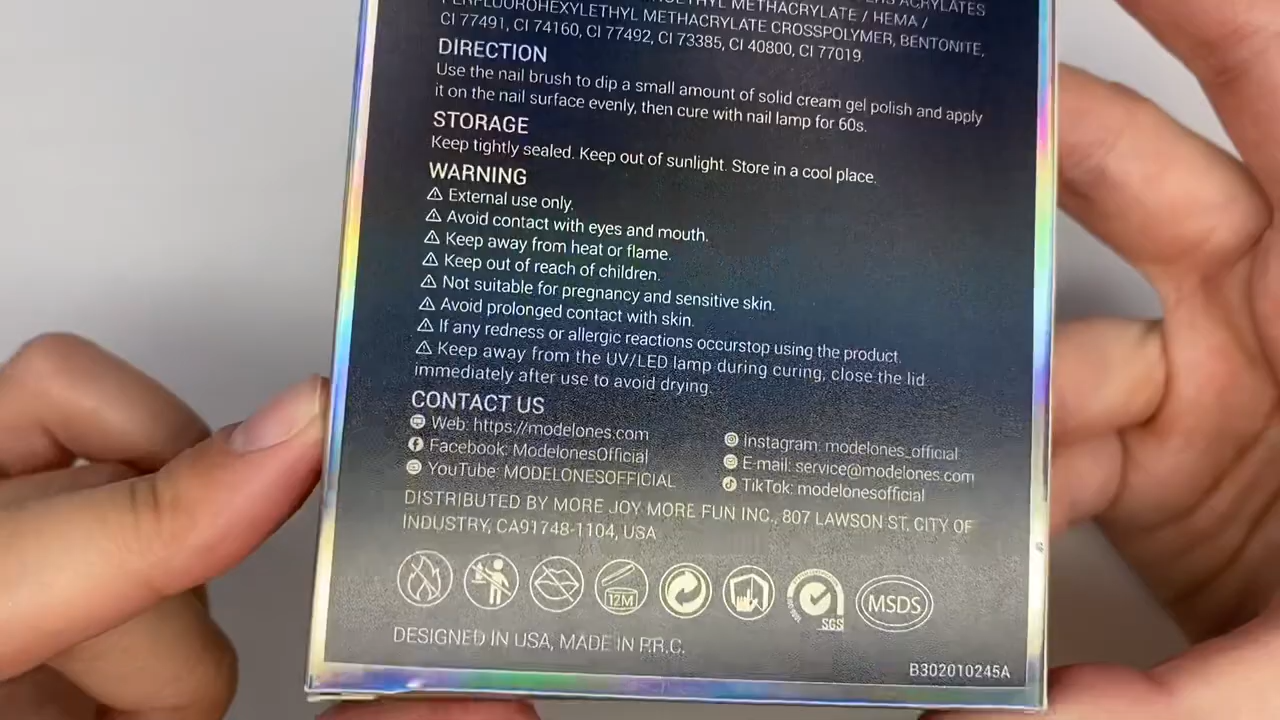 METHACRYLATE / HEMA /
PERFLUOROHEXYLETHYL METHACRYLATE CROSSPOLYMER, BENTONITE,
CI 77491, CI 74160, CI 77492, CI 73385, CI 40800, CI 77019.
DIRECTION
Use the nail brush to dip a small amount of solid cream gel polish and apply
it on the nail surface evenly, then cure with nail lamp for 60s.
STORAGE
Keep tightly sealed. Keep out of sunlight. Store in a cool place.
WARNING
External use only.
Avoid contact with eyes and mouth.
Keep away from heat or flame.
Keep out of reach of children.
Not suitable for pregnancy and sensitive skin.
Avoid prolonged contact with skin.
If any redness or allergic reactions occurstop using the product.
Keep away from the UV/LED lamp during curing, close the lid
immediately after use to avoid drying.
CONTACT US
Web: https://modelones.com
Facebook: ModelonesOfficial
YouTube: MODELONESOFFICIAL
Instagram: modelones_official
E-mail: service@modelones.com
TikTok: modelonesofficial
DISTRIBUTED BY MORE JOY MORE FUN INC., 807 LAWSON ST, CITY OF
INDUSTRY, CA91748-1104, USA
12M
SGS
MSDS
DESIGNED IN USA, MADE IN P.R.C.
B302010245A